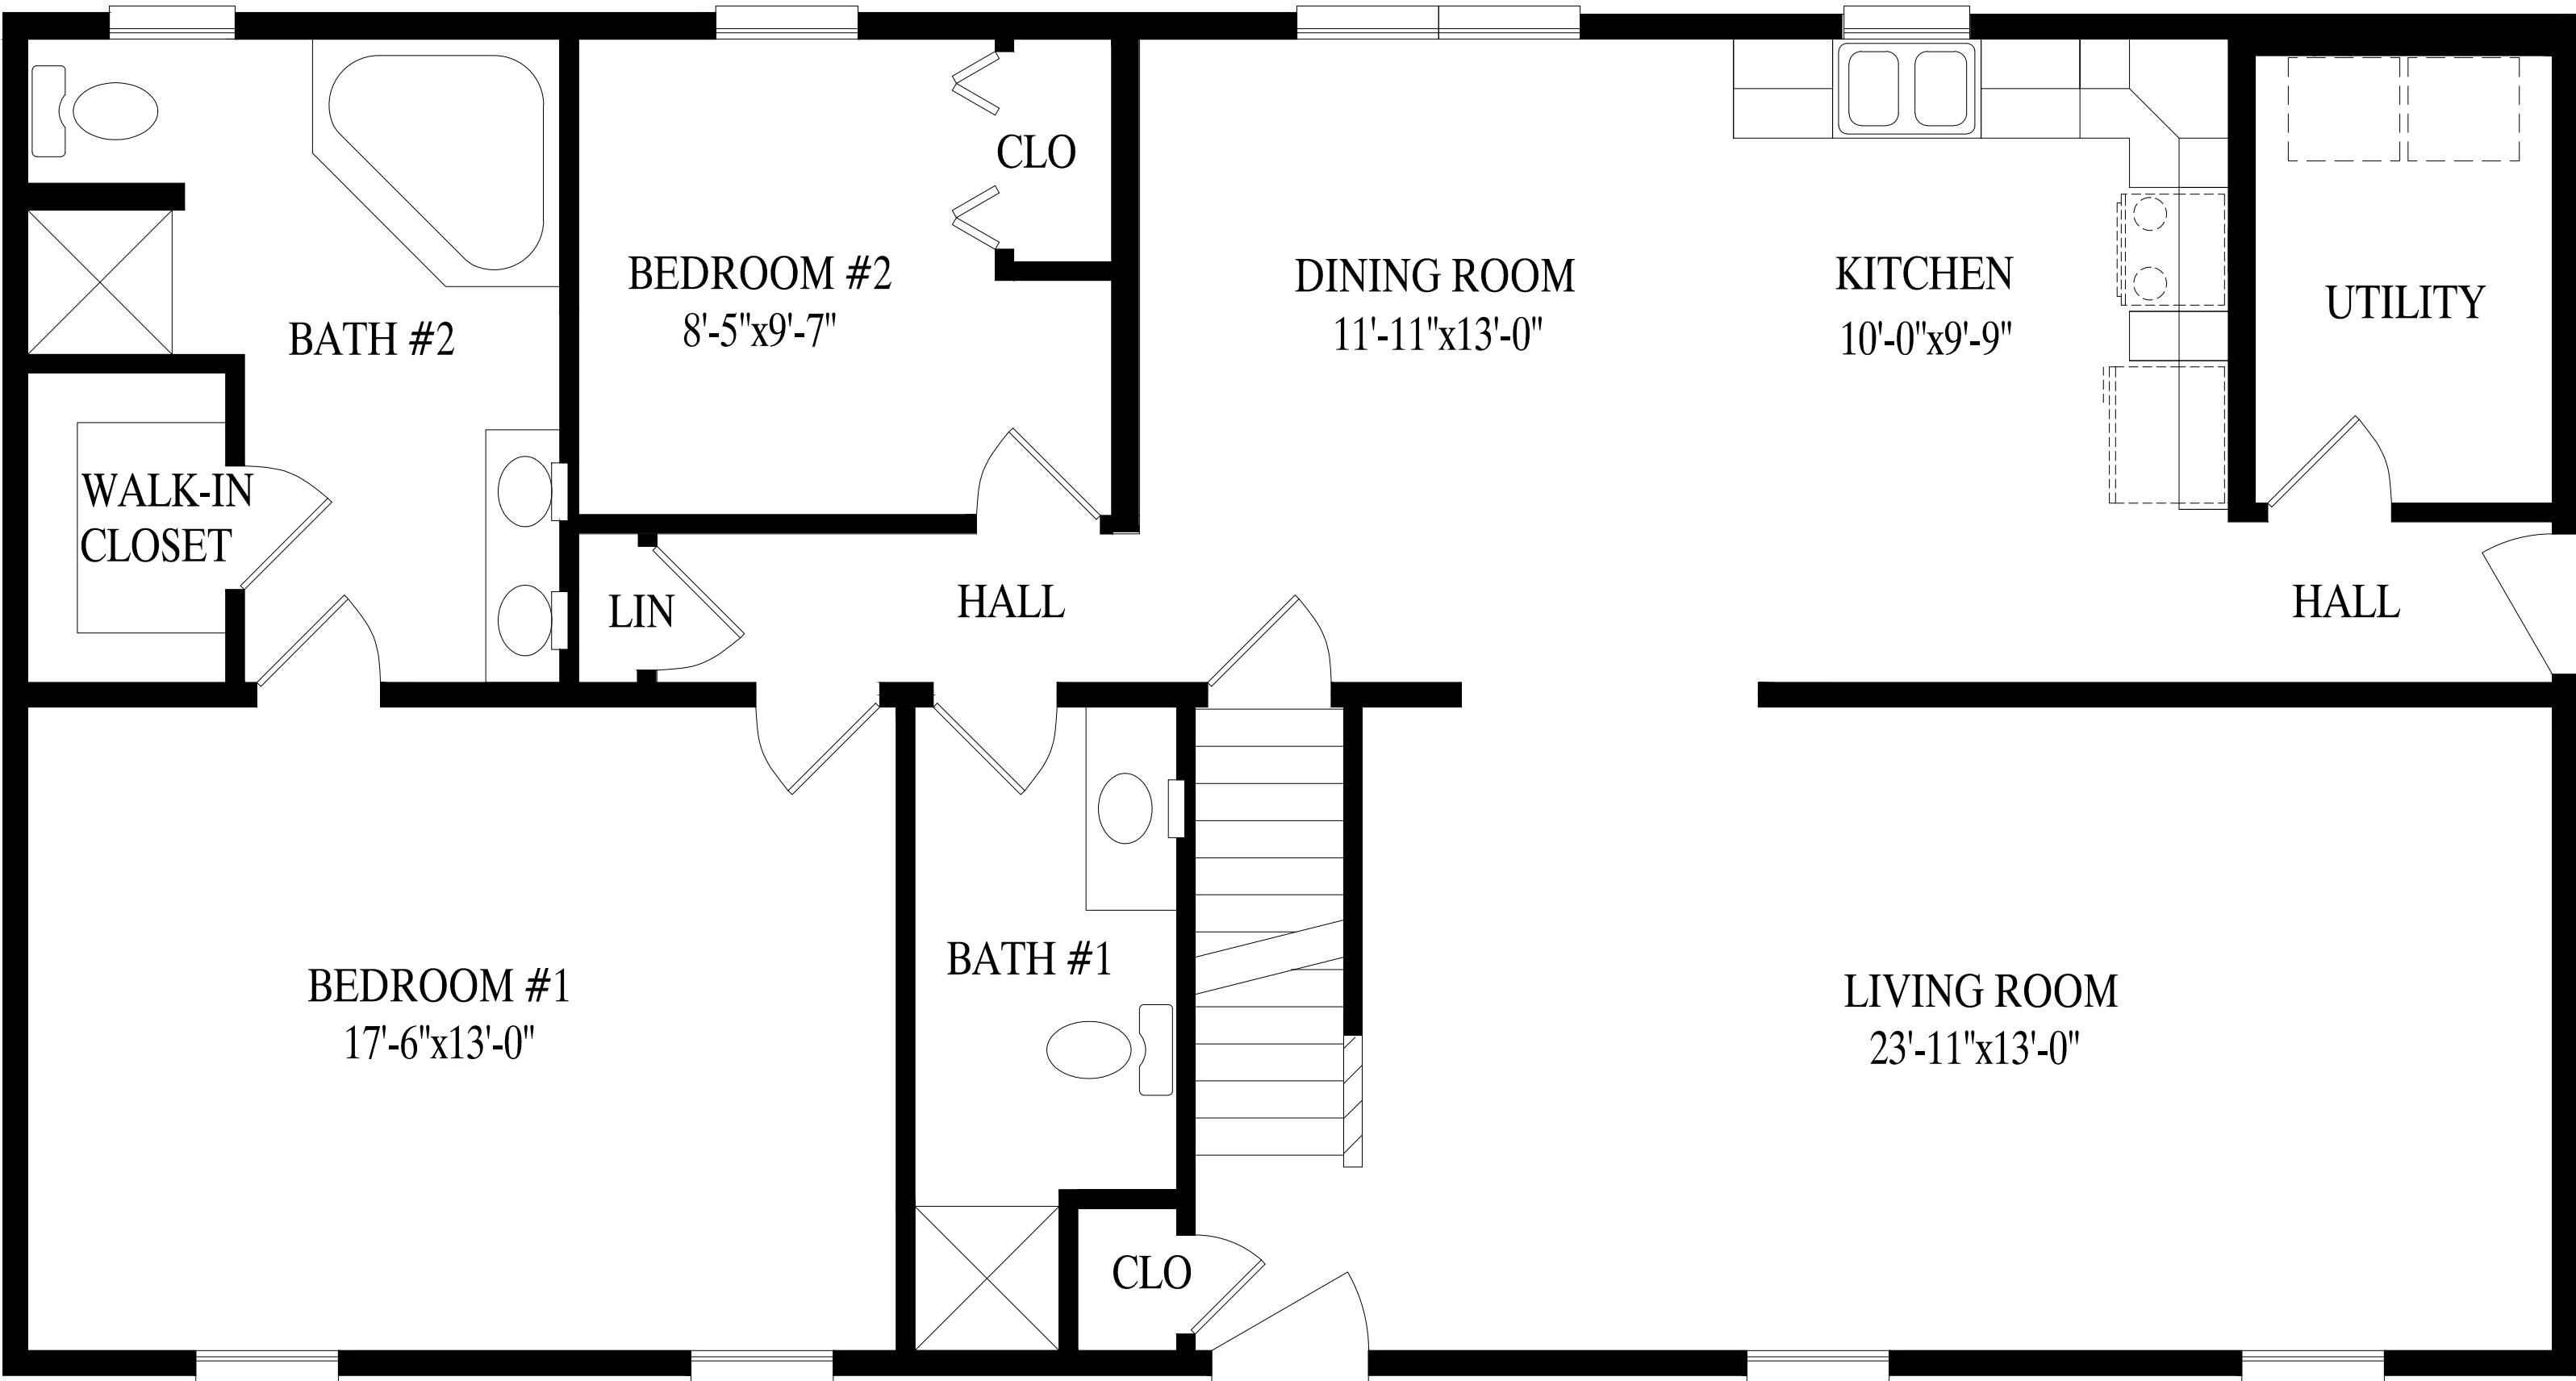 CLO
BEDROOM #2
8'-5"x9'-7"
DINING ROOM
11'-11"x13'-0"
KITCHEN
10'-0"x9'-9"
UTILITY
BATH #2
WALK-IN
CLOSET
LIN
HALL
HALL
BATH #1
BEDROOM #1
17'-6"x13'-0"
LIVING ROOM
23'-11"x13'-0"
CLO